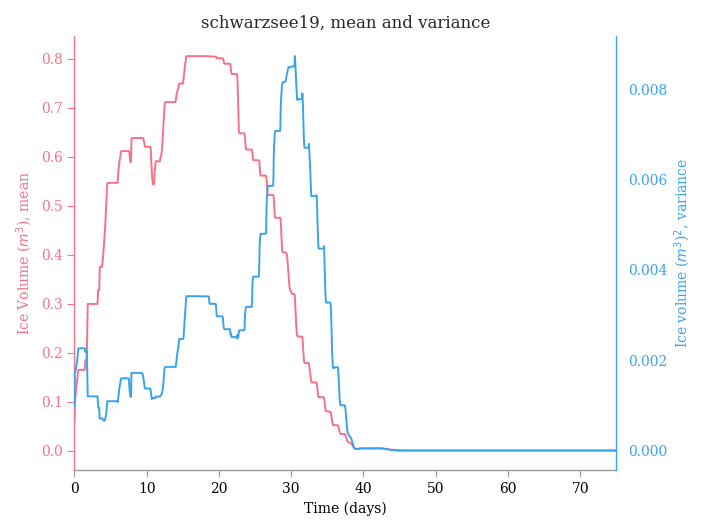 schwarzsee19, mean and variance
Ice Volume (m³), mean
0.8
0.7
0.6
0.5
0.4
0.3
0.2
0.1
0.0
0.008
0.006
0.004
0.002
0.000
Ice volume (m³)², variance
0 10 20 30 40 50 60 70
Time (days)